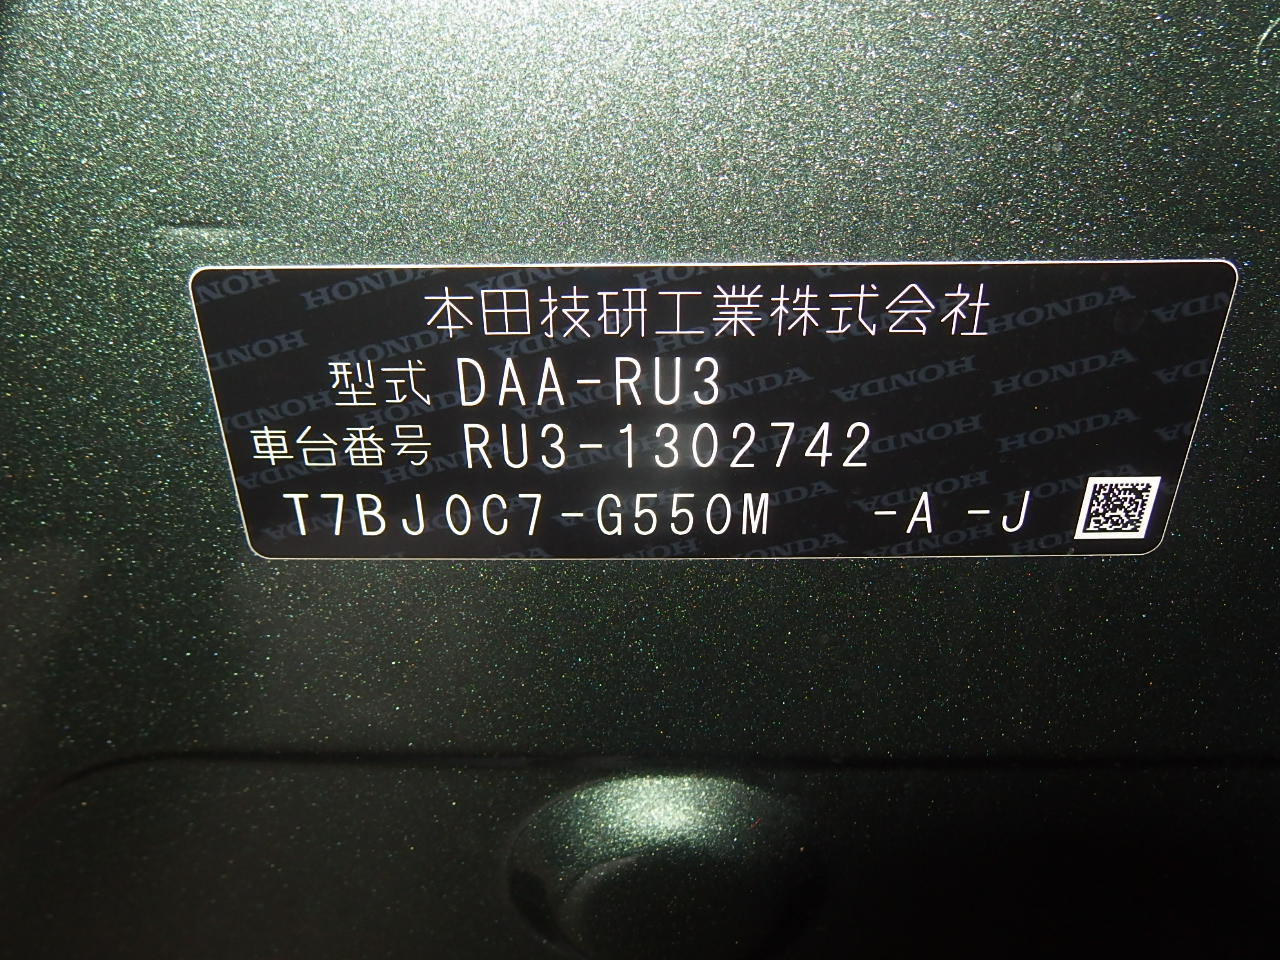 本田技研工業株式会社
型式 DAA-RU3
車台番号 RU3-1302742
T7BJ0C7-G550M -A -J